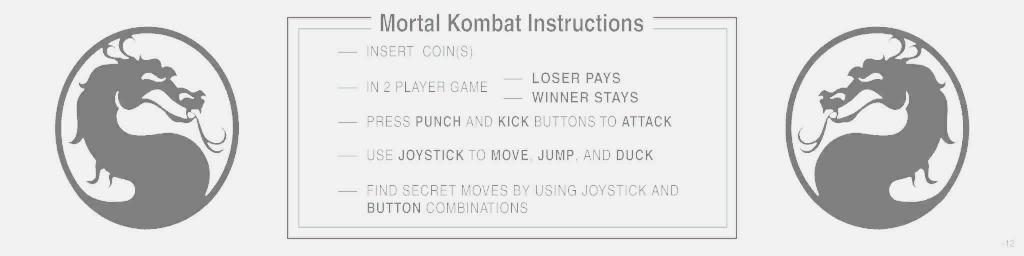 Mortal Kombat Instructions
— INSERT COIN(S)
— IN 2 PLAYER GAME
— LOSER PAYS
— WINNER STAYS
— PRESS PUNCH AND KICK BUTTONS TO ATTACK
— USE JOYSTICK TO MOVE, JUMP, AND DUCK
— FIND SECRET MOVES BY USING JOYSTICK AND
BUTTON COMBINATIONS
-12